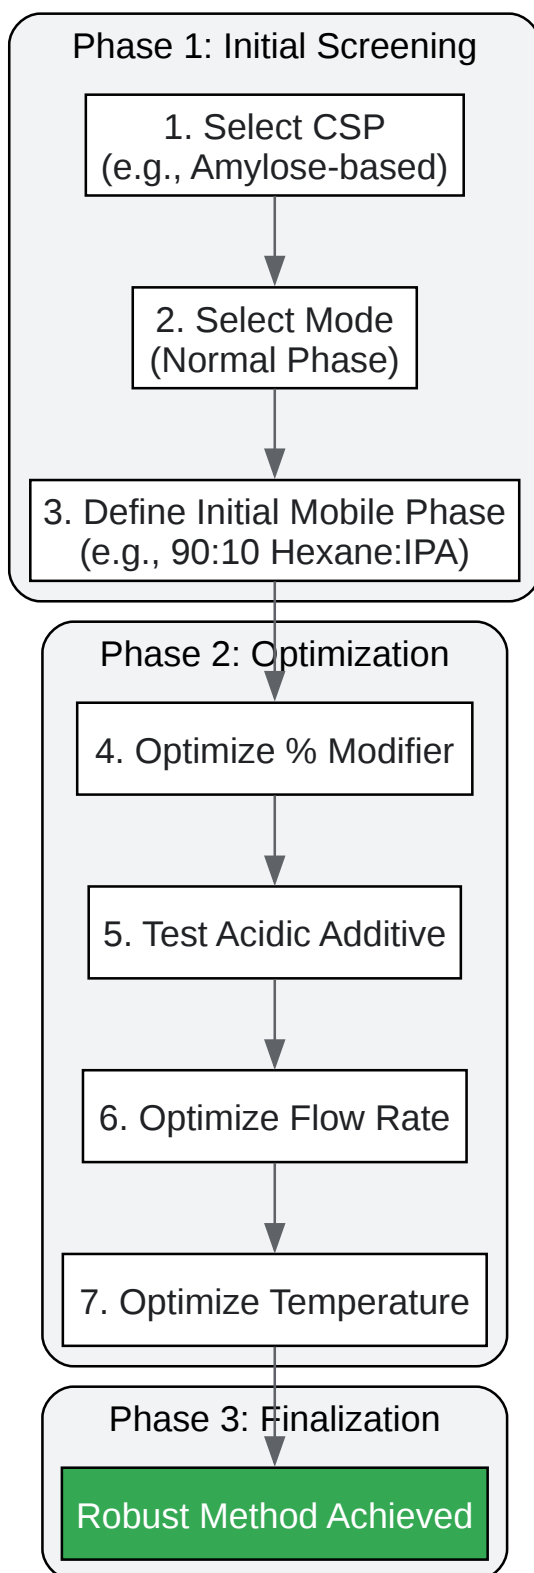 Phase 1: Initial Screening
1. Select CSP
(e.g., Amylose-based)
2. Select Mode
(Normal Phase)
3. Define Initial Mobile Phase
(e.g., 90:10 Hexane:IPA)
Phase 2: Optimization
4. Optimize % Modifier
5. Test Acidic Additive
6. Optimize Flow Rate
7. Optimize Temperature
Phase 3: Finalization
Robust Method Achieved